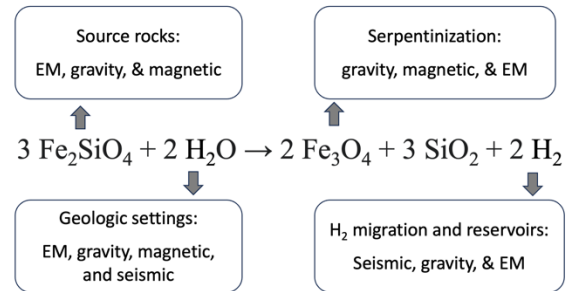 Source rocks:
EM, gravity, & magnetic
Serpentinization:
gravity, magnetic, & EM
3 Fe₂SiO₄ + 2 H₂O → 2 Fe₃O₄ + 3 SiO₂ + 2 H₂
Geologic settings:
EM, gravity, magnetic,
and seismic
H₂ migration and reservoirs:
Seismic, gravity, & EM